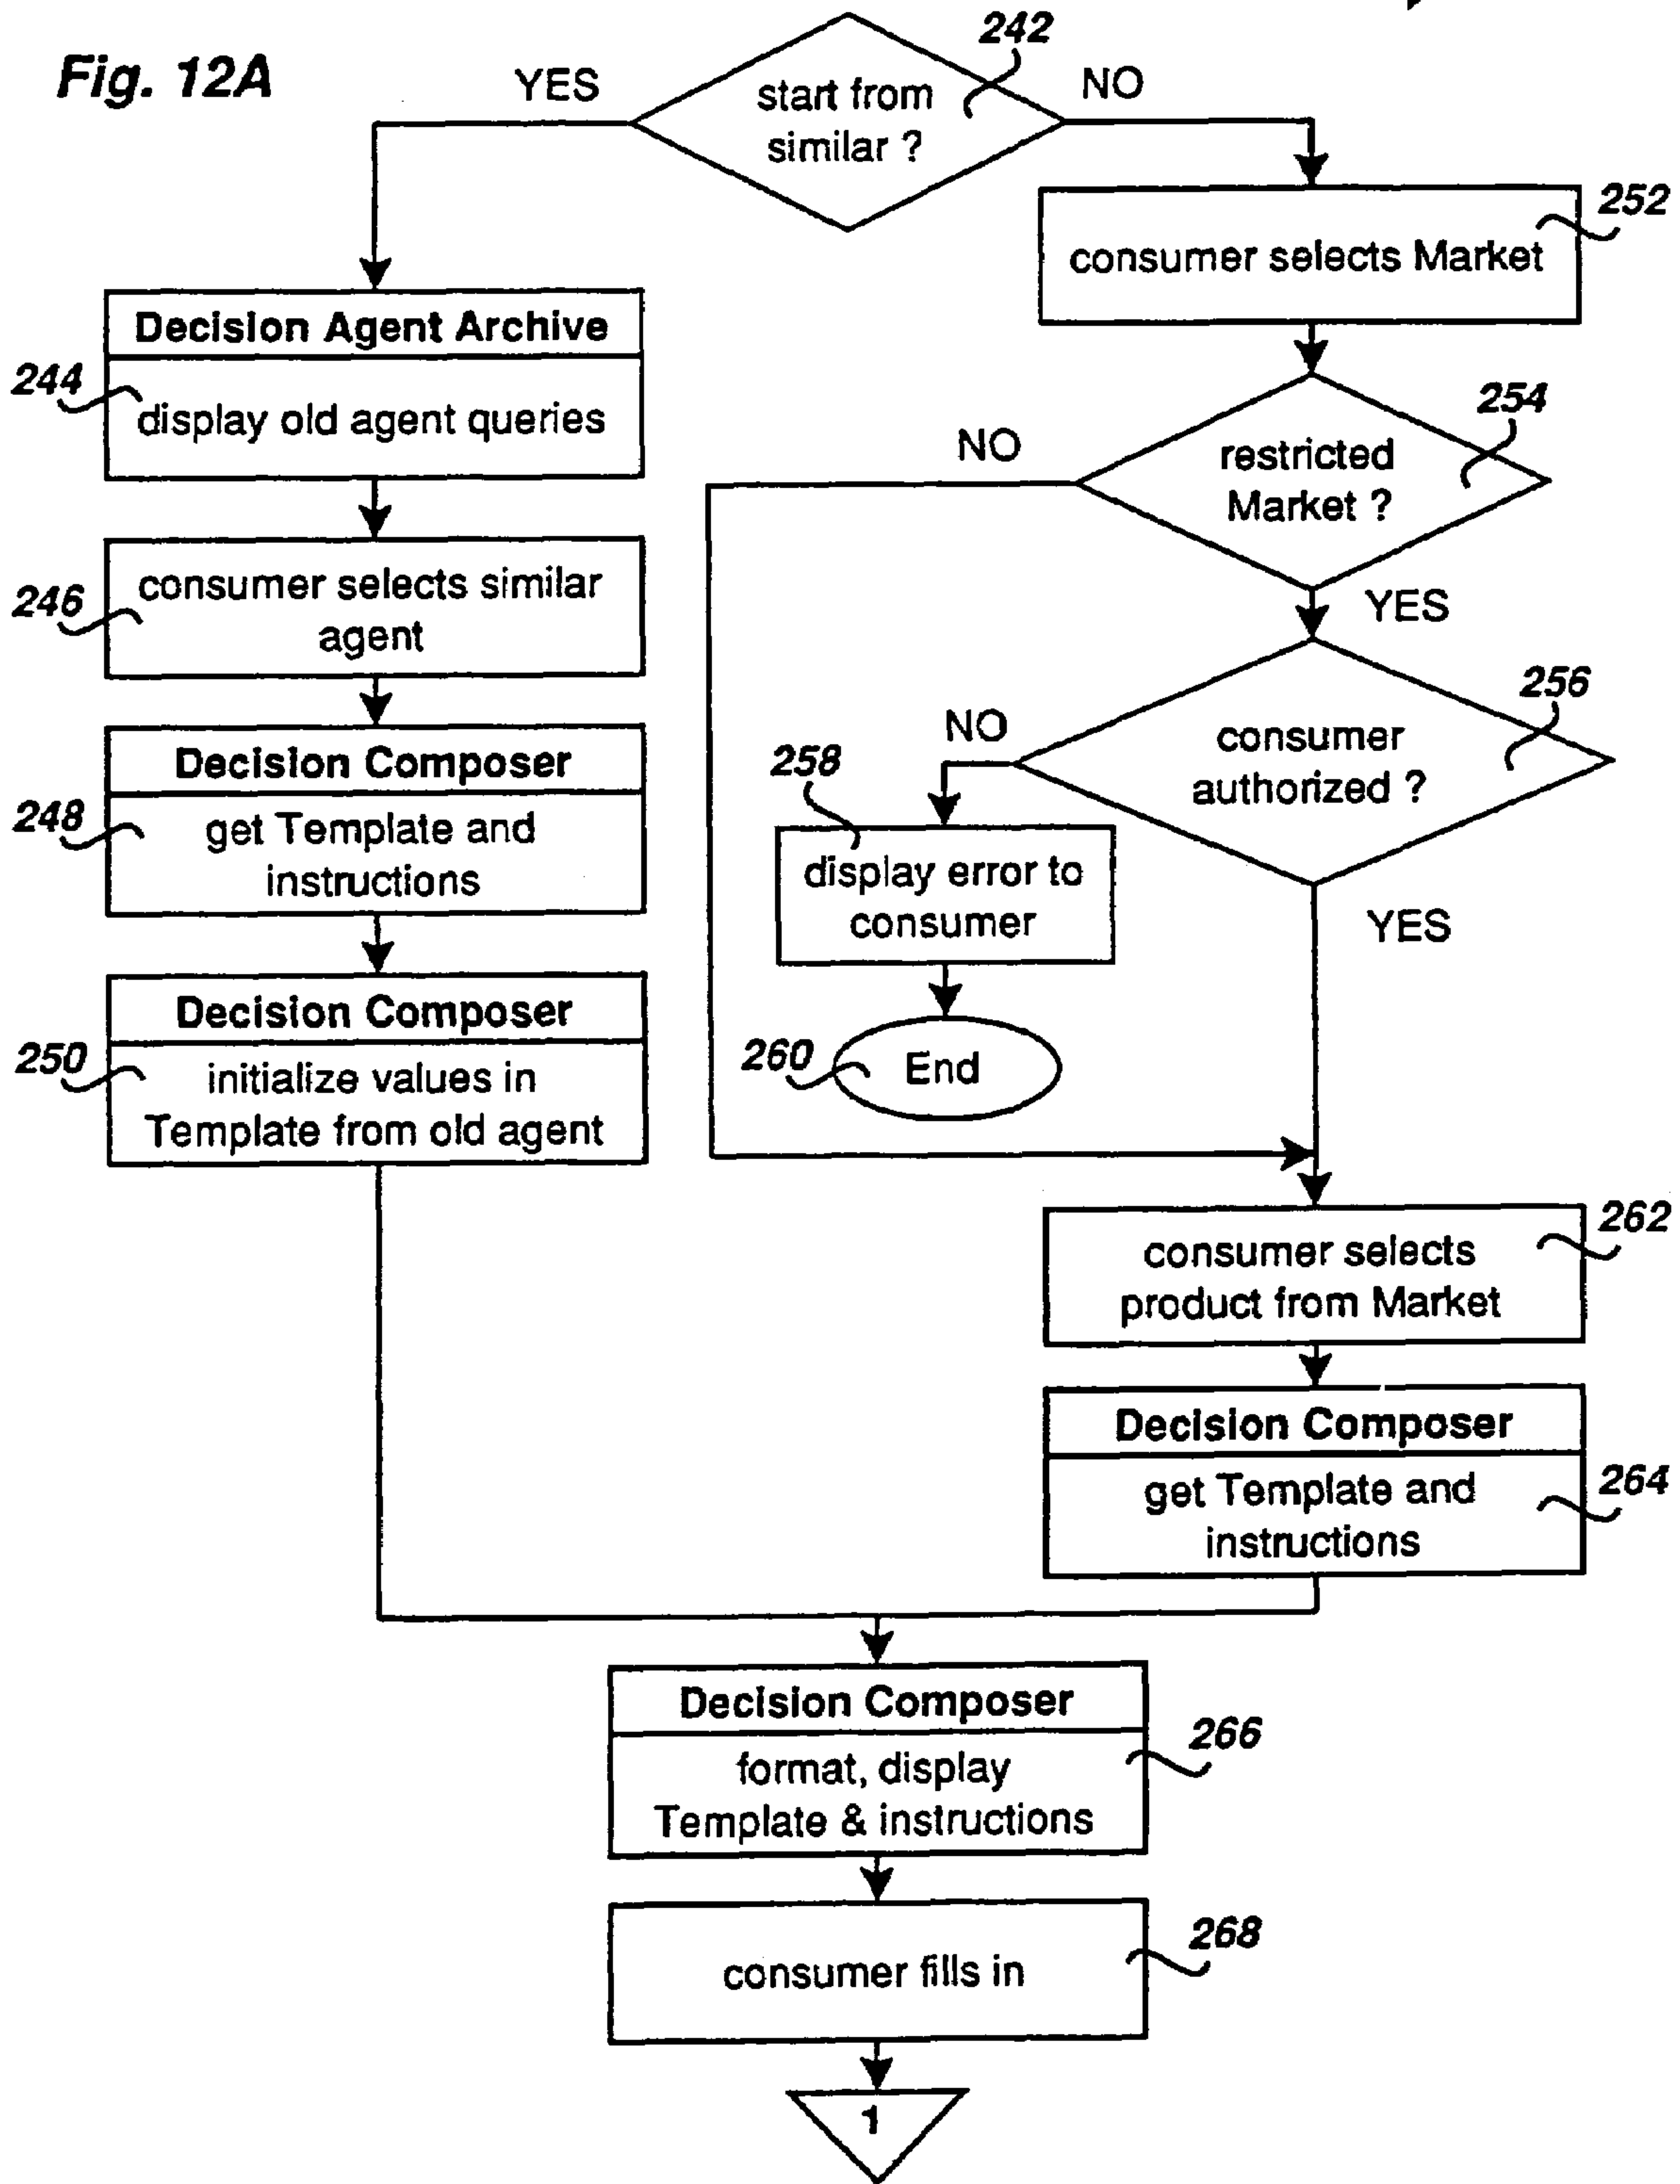 Fig. 12A
242
YES
NO
start from
similar ?
252
consumer selects Market
Decision Agent Archive
244
display old agent queries
254
NO
restricted
Market ?
YES
246
consumer selects similar
agent
256
NO
consumer
authorized ?
YES
258
display error to
consumer
Decision Composer
248
get Template and
instructions
Decision Composer
250
initialize values in
Template from old agent
260
End
262
consumer selects
product from Market
Decision Composer
264
get Template and
instructions
Decision Composer
266
format, display
Template & instructions
268
consumer fills in
1